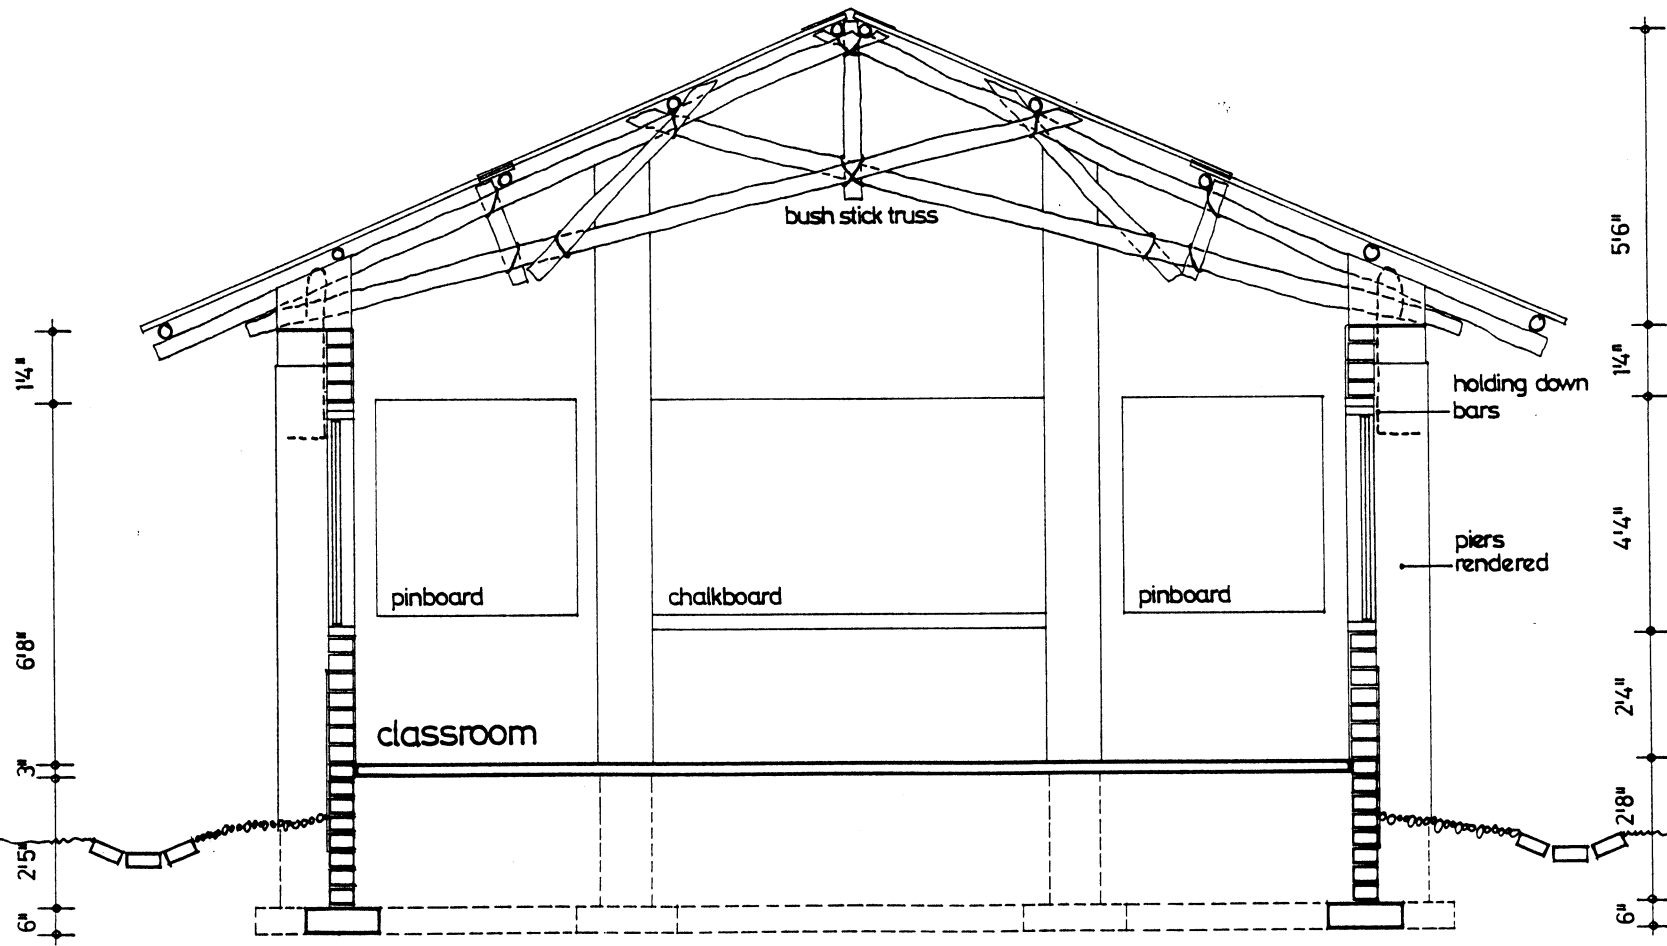 bush stick truss
5'6"
1'4"
1'4"
holding down
bars
4'4"
piers
rendered
pinboard
chalkboard
pinboard
6'8"
2'4"
classroom
3"
2'8"
2'5"
6"
6"